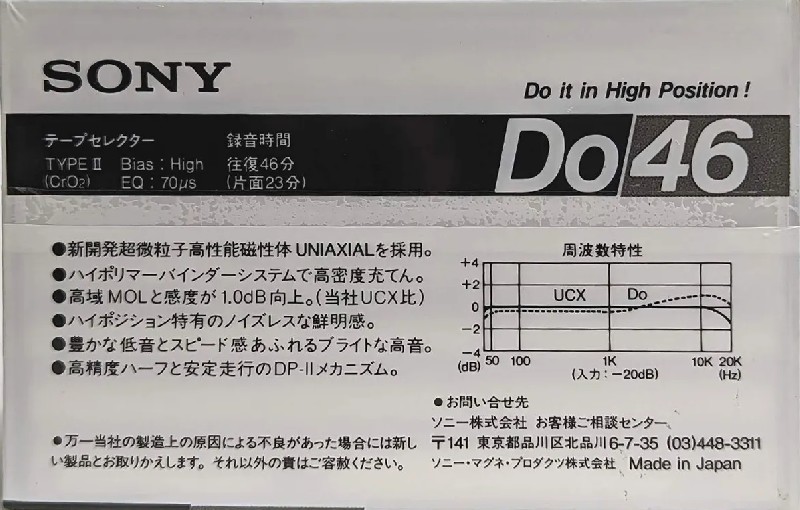 SONY
Do it in High Position!
テープセレクター 録音時間
TYPE II Bias : High 往復46分
(CrO₂) EQ : 70μs (片面23分)
Do/46
●新開発超微粒子高性能磁性体UNIAXIALを採用。
●ハイポリマーバインダーシステムで高密度充てん。
●高域MOLと感度が1.0dB向上。(当社UCX比)
●ハイポジション特有のノイズレスな鮮明感。
●豊かな低音とスピード感あふれるブライトな高音。
●高精度ハーフと安定走行のDP-IIメカニズム。
周波数特性
+4
+2
0
−2
−4
(dB)
UCX Do
50 100 1K 10K 20K
(入力:−20dB) (Hz)
●お問い合せ先
ソニー株式会社 お客様ご相談センター
〒141 東京都品川区北品川6-7-35 (03)448-3311
ソニー・マグネ・プロダクツ株式会社 Made in Japan
●万一当社の製造上の原因による不良があった場合には新し
い製品とお取りかえします。それ以外の責はご容赦ください。